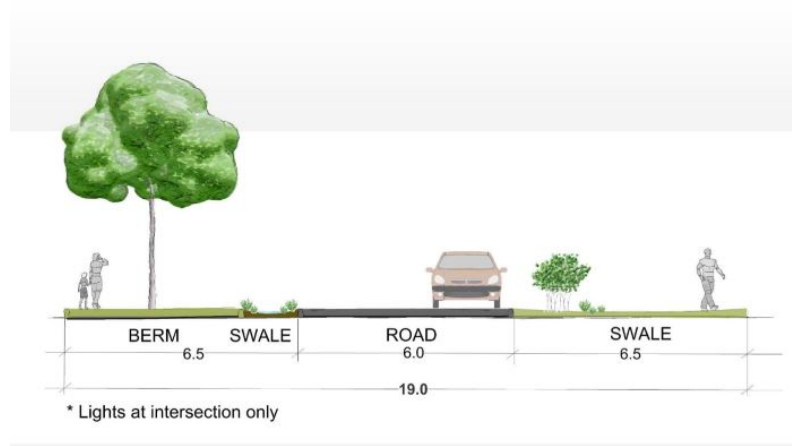 BERM SWALE ROAD SWALE
6.5 6.0 6.5
19.0
* Lights at intersection only